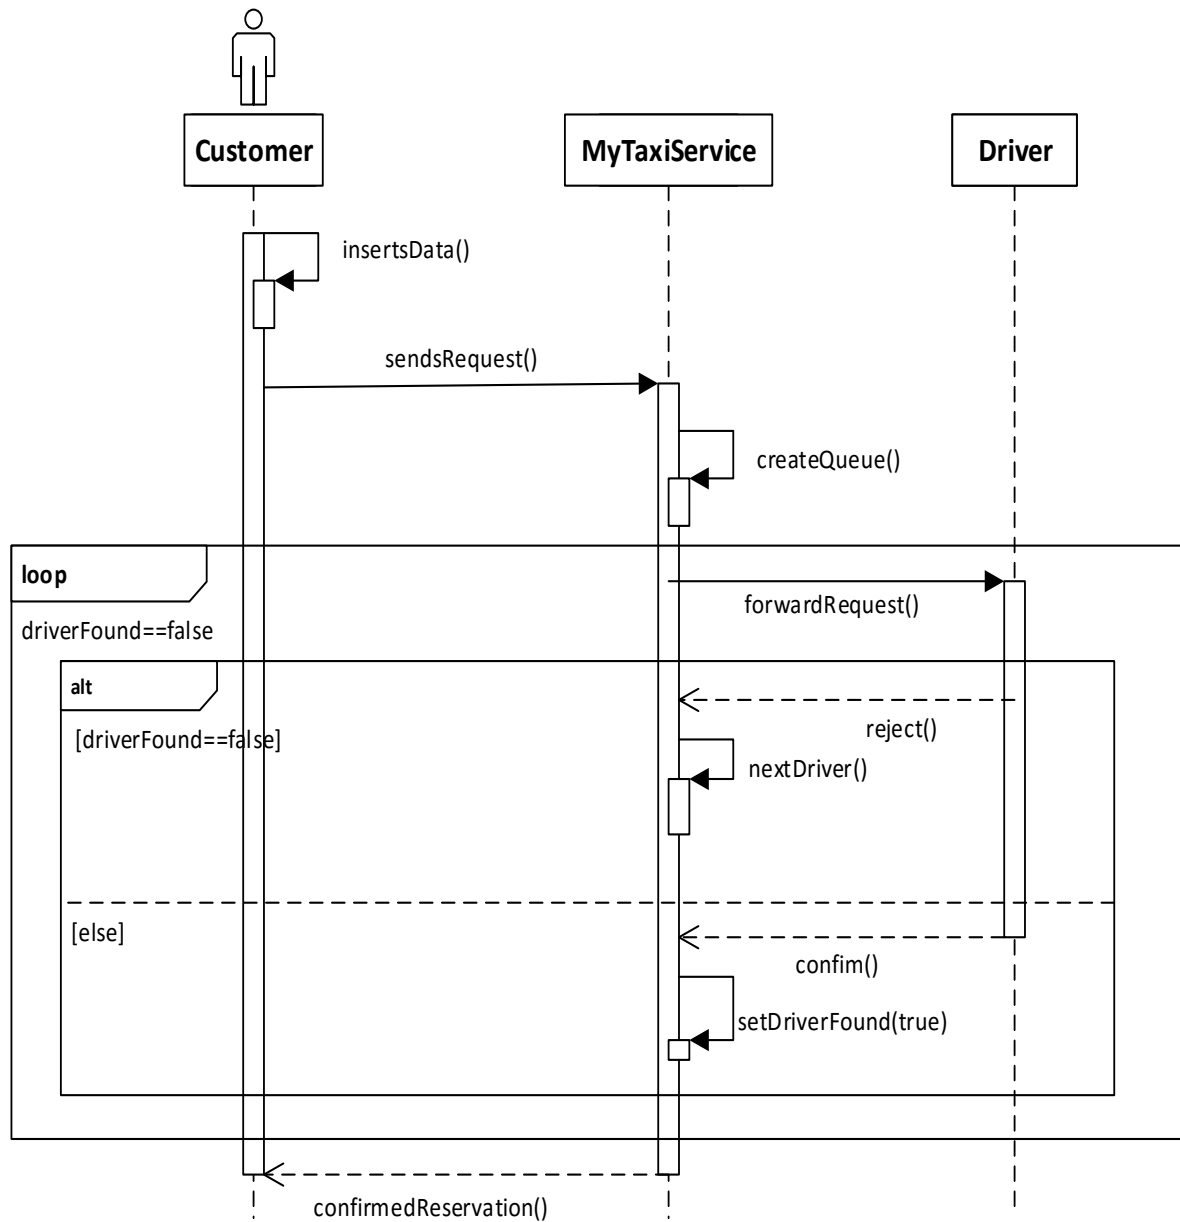 Customer
MyTaxiService
Driver
insertsData()
sendsRequest()
createQueue()
loop
forwardRequest()
driverFound==false
alt
reject()
[driverFound==false]
nextDriver()
[else]
confim()
setDriverFound(true)
confirmedReservation()